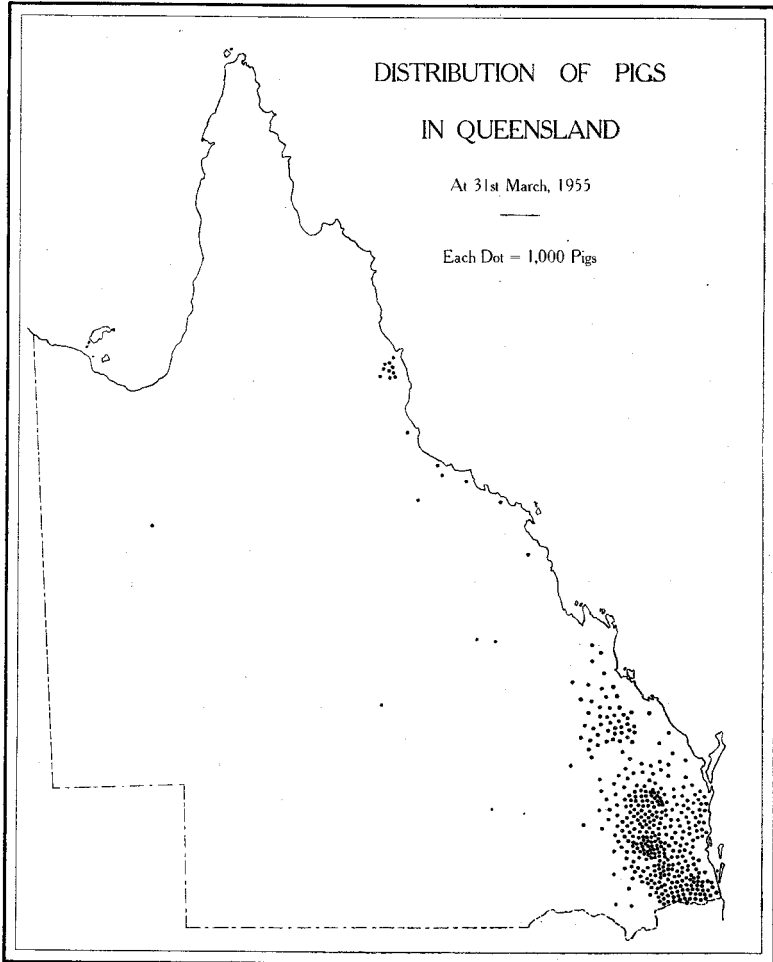 DISTRIBUTION OF PIGS
IN QUEENSLAND
At 31st March, 1955
Each Dot = 1,000 Pigs